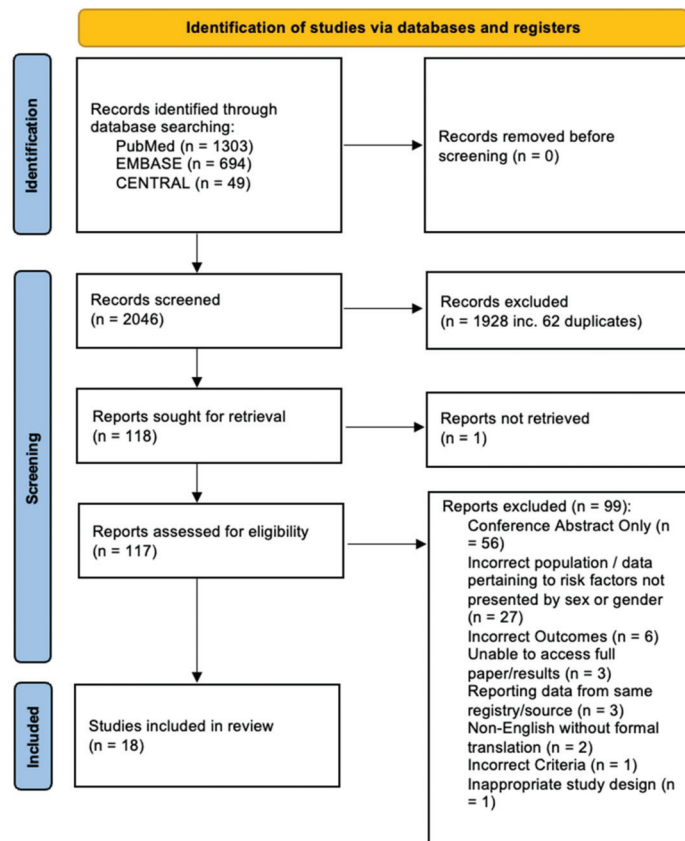 Identification of studies via databases and registers
Identification
Records identified through
database searching:
PubMed (n = 1303)
EMBASE (n = 694)
CENTRAL (n = 49)
Records removed before
screening (n = 0)
Screening
Records screened
(n = 2046)
Records excluded
(n = 1928 inc. 62 duplicates)
Reports sought for retrieval
(n = 118)
Reports not retrieved
(n = 1)
Reports assessed for eligibility
(n = 117)
Reports excluded (n = 99):
Conference Abstract Only (n
= 56)
Incorrect population / data
pertaining to risk factors not
presented by sex or gender
(n = 27)
Incorrect Outcomes (n = 6)
Unable to access full
paper/results (n = 3)
Reporting data from same
registry/source (n = 3)
Non-English without formal
translation (n = 2)
Incorrect Criteria (n = 1)
Inappropriate study design (n
= 1)
Included
Studies included in review
(n = 18)